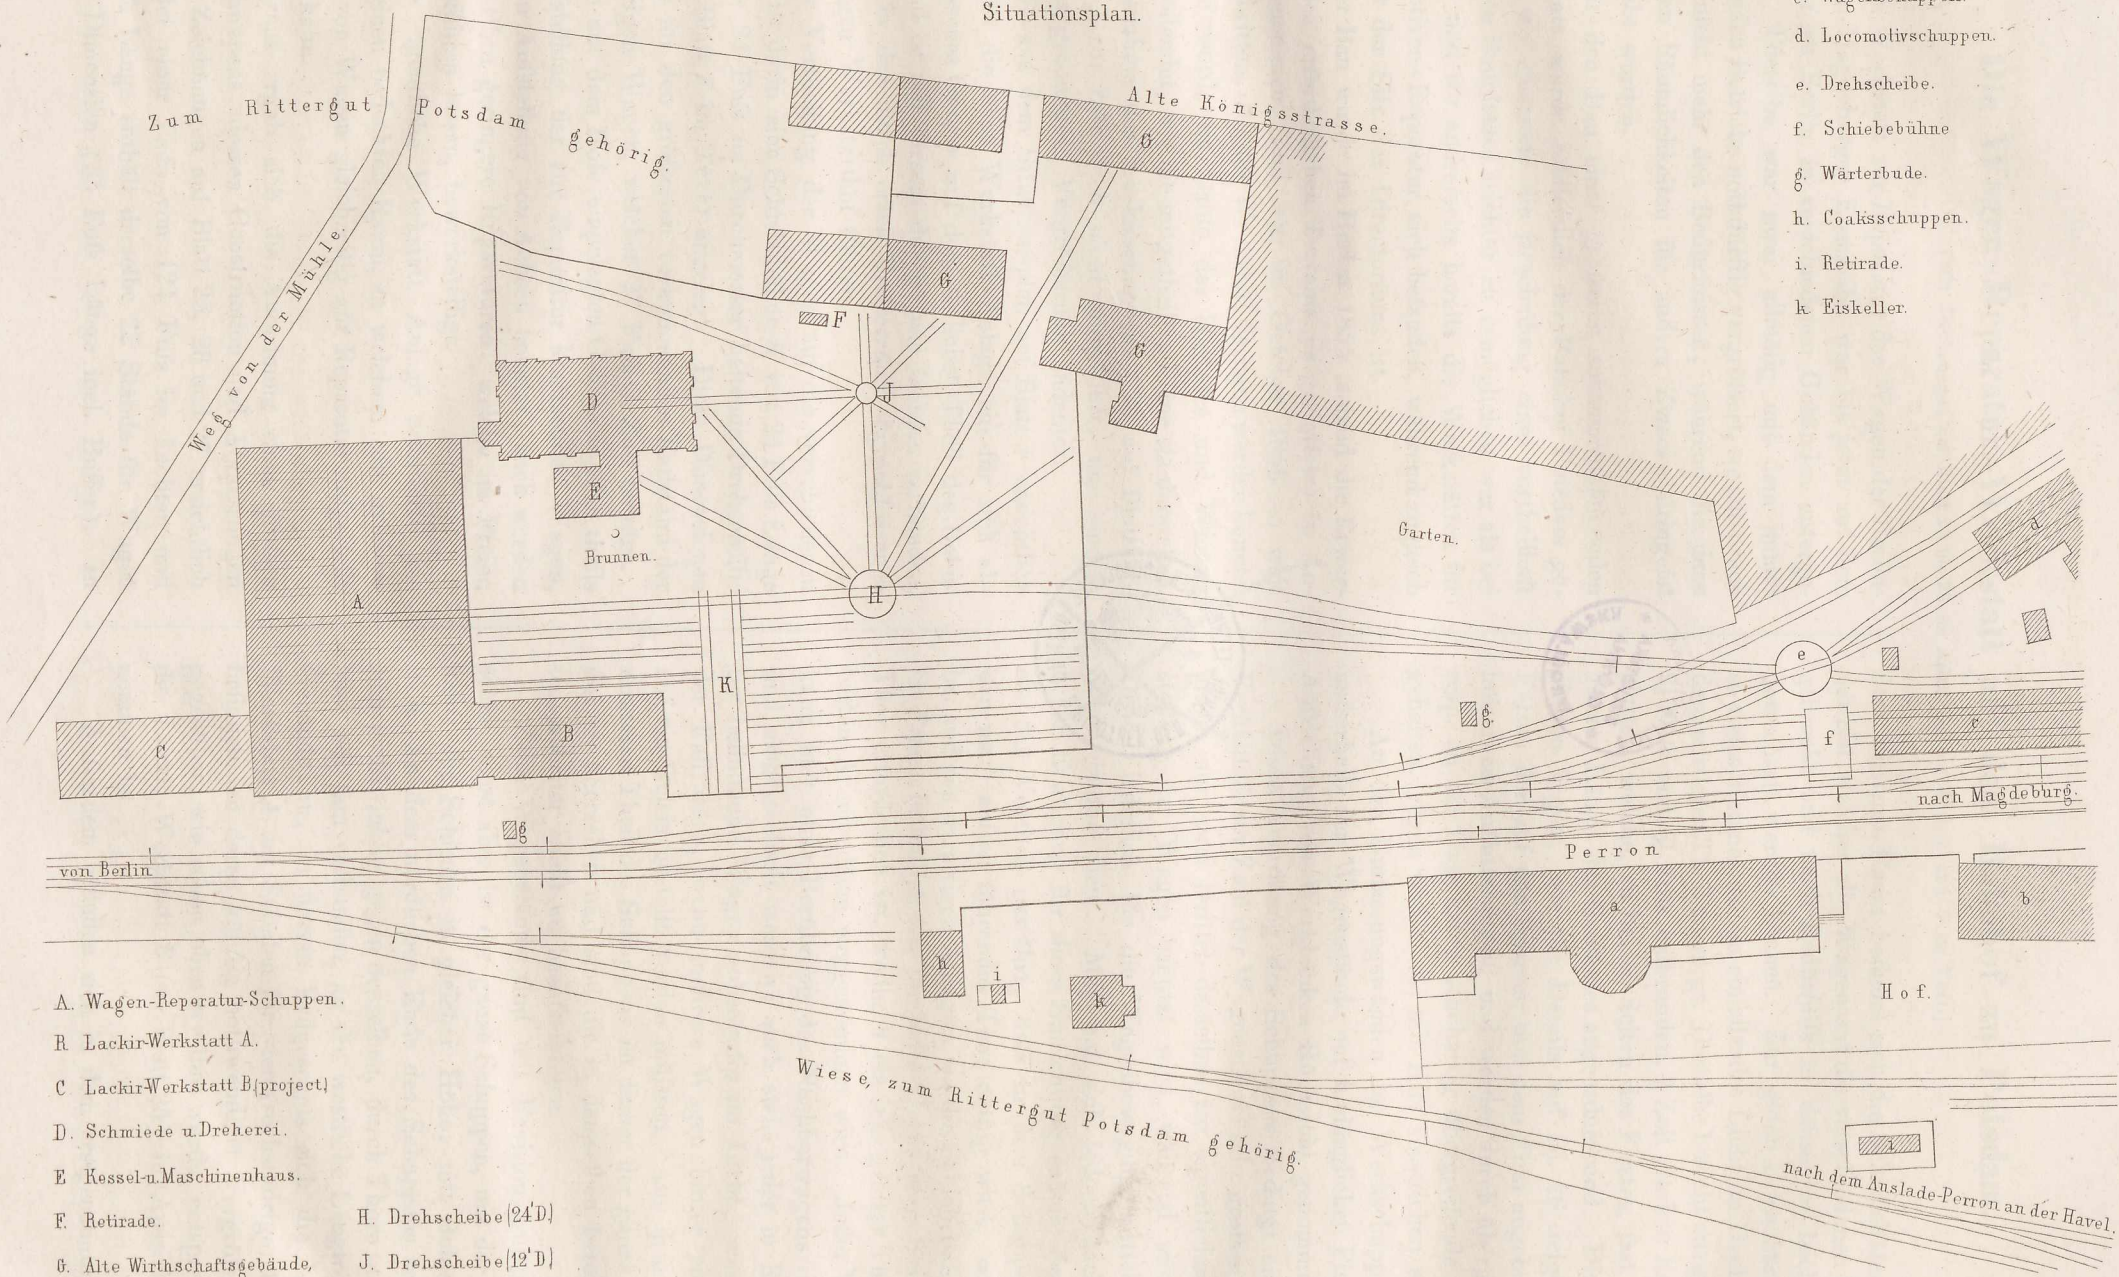 Situationsplan.
d. Locomotivschuppen.
e. Drehscheibe.
f. Schiebebühne
g. Wärterbude.
h. Coaksschuppen.
i. Retirade.
k. Eiskeller.
Zum Rittergut Potsdam gehörig.
Alte Königsstrasse.
Weg von der Mühle.
G
G
F
G
J
D
E
Brunnen.
Garten.
d
A
H
e
K
g.
B
C
f
c
nach Magdeburg.
g
von Berlin
Perron
a
b
h
i
k
Hof.
Wiese, zum Rittergut Potsdam gehörig.
i
nach dem Auslade-Perron an der Havel.
A. Wagen-Reperatur-Schuppen.
R Lackir-Werkstatt A.
C Lackir-Werkstatt B.(project)
D. Schmiede u. Dreherei.
E Kessel-u. Maschinenhaus.
F. Retirade.
G. Alte Wirthschaftsgebäude,
H. Drehscheibe (24' D.)
J. Drehscheibe (12' D)